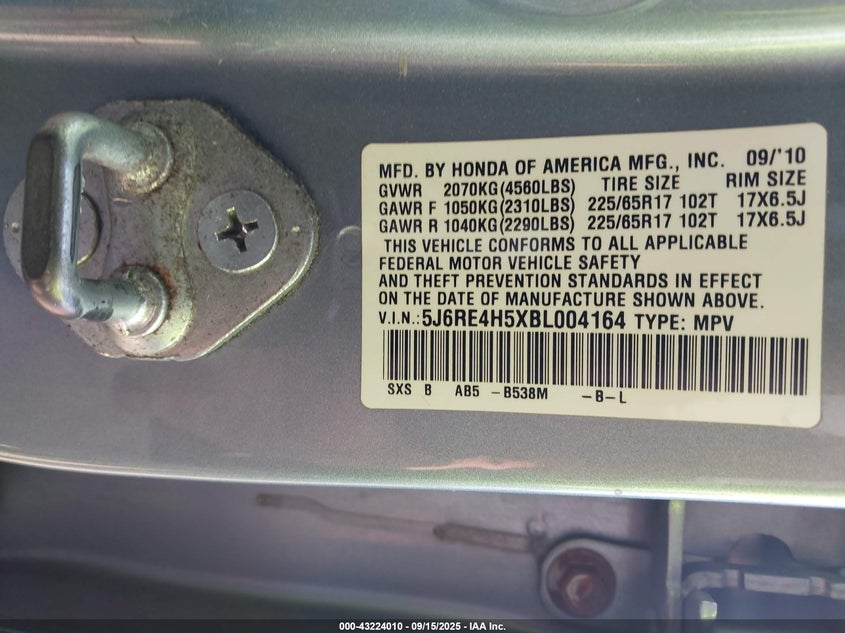 MFD. BY HONDA OF AMERICA MFG., INC. 09/'10
GVWR 2070KG(4560LBS) TIRE SIZE RIM SIZE
GAWR F 1050KG(2310LBS) 225/65R17 102T 17X6.5J
GAWR R 1040KG(2290LBS) 225/65R17 102T 17X6.5J
THIS VEHICLE CONFORMS TO ALL APPLICABLE
FEDERAL MOTOR VEHICLE SAFETY
AND THEFT PREVENTION STANDARDS IN EFFECT
ON THE DATE OF MANUFACTURE SHOWN ABOVE.
V.I.N.:5J6RE4H5XBL004164 TYPE: MPV
SXS B AB5 -B538M -B-L
000-43224010 - 09/15/2025 - IAA Inc.